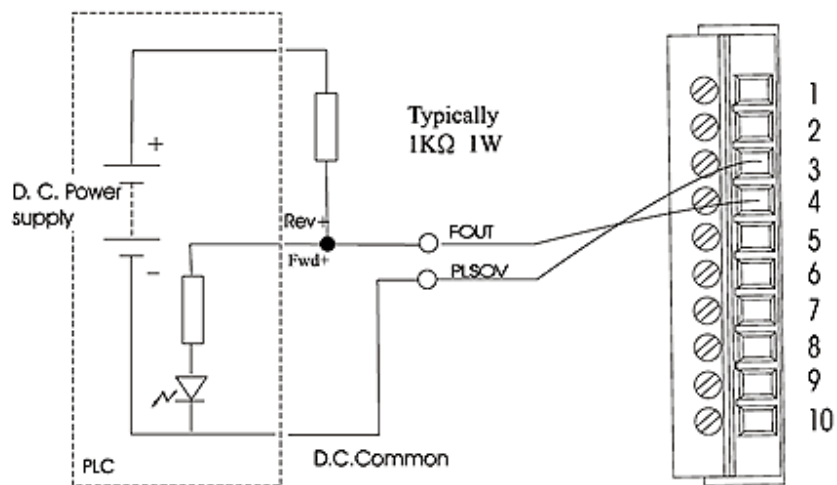 Typically
1KΩ 1W
+
D. C. Power
supply
-
Rev+
Fwd+
FOUT
PLSOV
PLC
D.C.Common
1
2
3
4
5
6
7
8
9
10